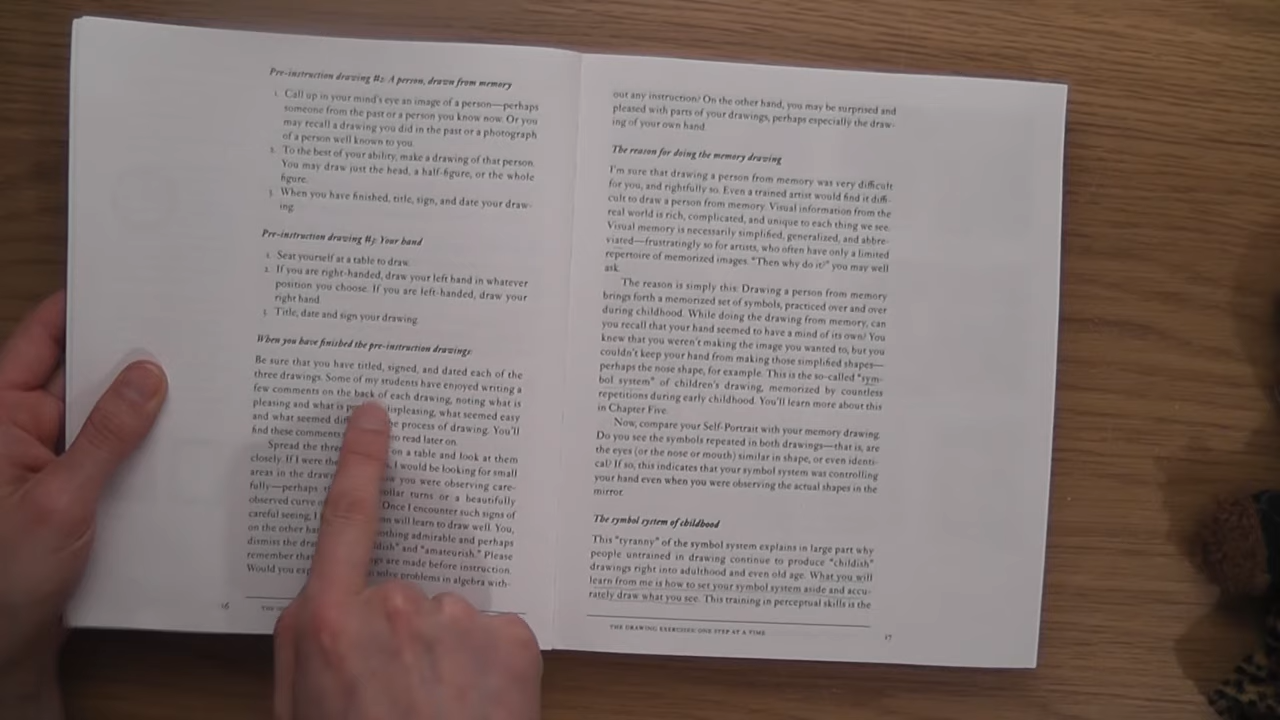 Pre-instruction drawing #2: A person, drawn from memory
1. Call up in your mind's eye an image of a person—perhaps
someone from the past or a person you know now. Or you
may recall a drawing you did in the past or a photograph
of a person well known to you.
2. To the best of your ability, make a drawing of that person.
You may draw just the head, a half-figure, or the whole
figure.
3. When you have finished, title, sign, and date your draw-
ing.
Pre-instruction drawing #3: Your hand
1. Seat yourself at a table to draw.
2. If you are right-handed, draw your left hand in whatever
position you choose. If you are left-handed, draw your
right hand.
3. Title, date and sign your drawing.
When you have finished the pre-instruction drawings:
Be sure that you have titled, signed, and dated each of the
three drawings. Some of my students have enjoyed writing a
few comments on the back of each drawing, noting what is
pleasing and what is displeasing, what seemed easy
and what seemed process of drawing. You'll
find these comments to read later on.
Spread the three on a table and look at them
closely. If I were I would be looking for small
areas in the you were observing care-
fully—perhaps collar turns or a beautifully
observed curve Once I encounter such signs of
careful seeing, I will learn to draw well. You,
on the other admirable and perhaps
dismiss the and "amateurish." Please
remember are made before instruction.
Would you solve problems in algebra with-
16
out any instruction? On the other hand, you may be surprised and
pleased with parts of your drawings, perhaps especially the draw-
ing of your own hand.
The reason for doing the memory drawing
I'm sure that drawing a person from memory was very difficult
for you, and rightfully so. Even a trained artist would find it diffi-
cult to draw a person from memory. Visual information from the
real world is rich, complicated, and unique to each thing we see.
Visual memory is necessarily simplified, generalized, and abbre-
viated—frustratingly so for artists, who often have only a limited
repertoire of memorized images. "Then why do it?" you may well
ask.
The reason is simply this: Drawing a person from memory
brings forth a memorized set of symbols, practiced over and over
during childhood. While doing the drawing from memory, can
you recall that your hand seemed to have a mind of its own? You
knew that you weren't making the image you wanted to, but you
couldn't keep your hand from making those simplified shapes—
perhaps the nose shape, for example. This is the so-called "sym-
bol system" of children's drawing, memorized by countless
repetitions during early childhood. You'll learn more about this
in Chapter Five.
Now, compare your Self-Portrait with your memory drawing.
Do you see the symbols repeated in both drawings—that is, are
the eyes (or the nose or mouth) similar in shape, or even identi-
cal? If so, this indicates that your symbol system was controlling
your hand even when you were observing the actual shapes in the
mirror.
The symbol system of childhood
This "tyranny" of the symbol system explains in large part why
people untrained in drawing continue to produce "childish"
drawings right into adulthood and even old age. What you will
learn from me is how to set your symbol system aside and accu-
rately draw what you see. This training in perceptual skills is the
THE DRAWING EXERCISES: ONE STEP AT A TIME
17